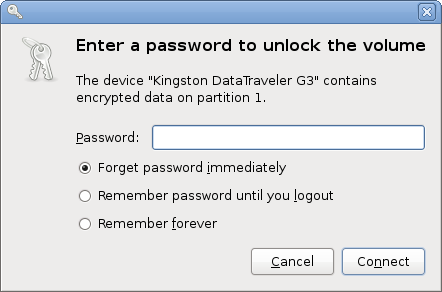 Enter a password to unlock the volume
The device "Kingston DataTraveler G3" contains
encrypted data on partition 1.
Password:
Forget password immediately
Remember password until you logout
Remember forever
Cancel Connect